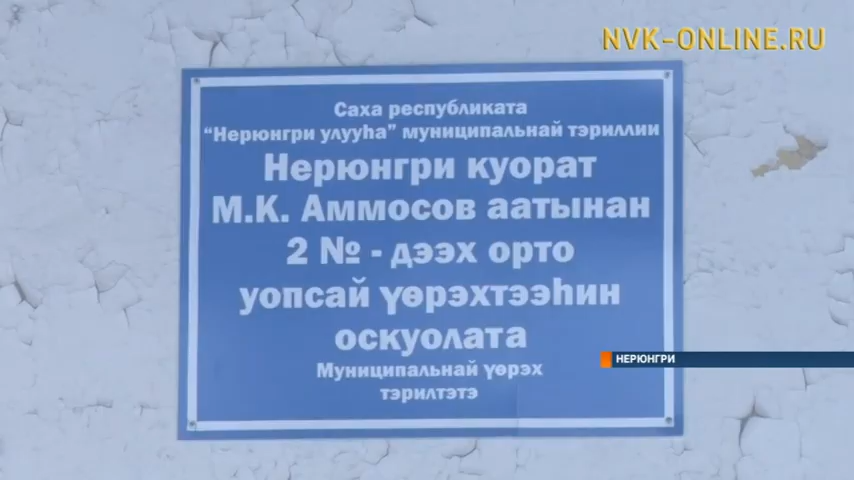 NVK-ONLINE.RU
Саха республиката
"Нерюнгри улууһа" муниципальнай тэриллии
Нерюнгри куорат
М.К. Аммосов аатынан
2 № - дээх орто
уопсай үөрэхтээһин
оскуолата
Муниципальнай үөрэх
тэрилтэтэ
НЕРЮНГРИ